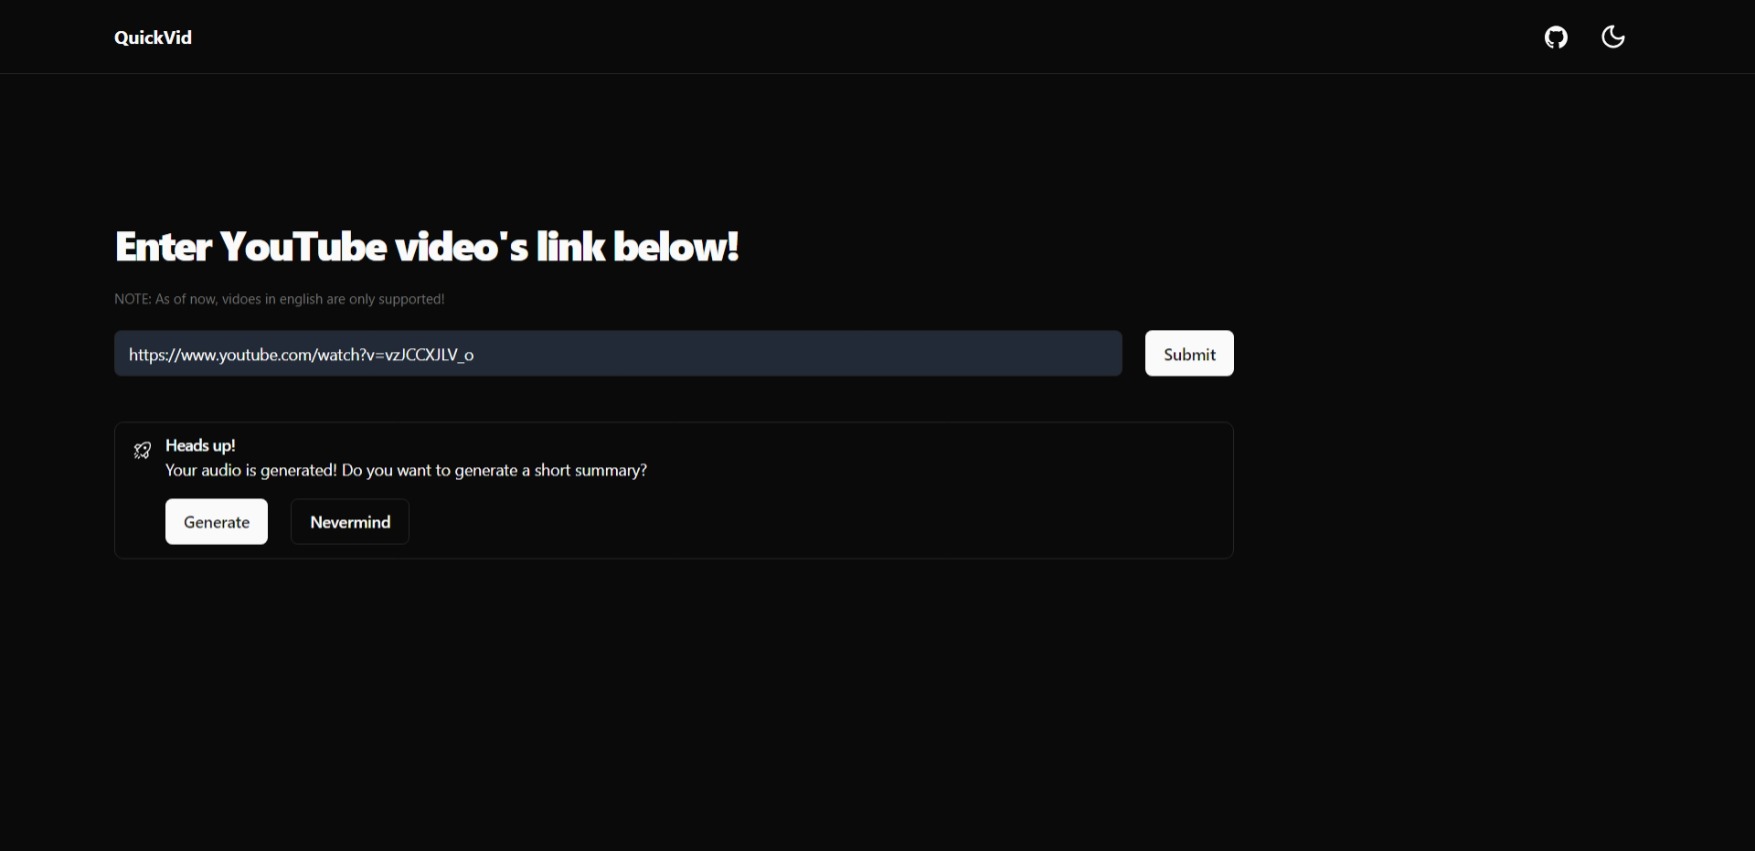 QuickVid
Enter YouTube video's link below!
NOTE: As of now, vidoes in english are only supported!
https://www.youtube.com/watch?v=vzJCCXJLV_o
Submit
Heads up!
Your audio is generated! Do you want to generate a short summary?
Generate
Nevermind